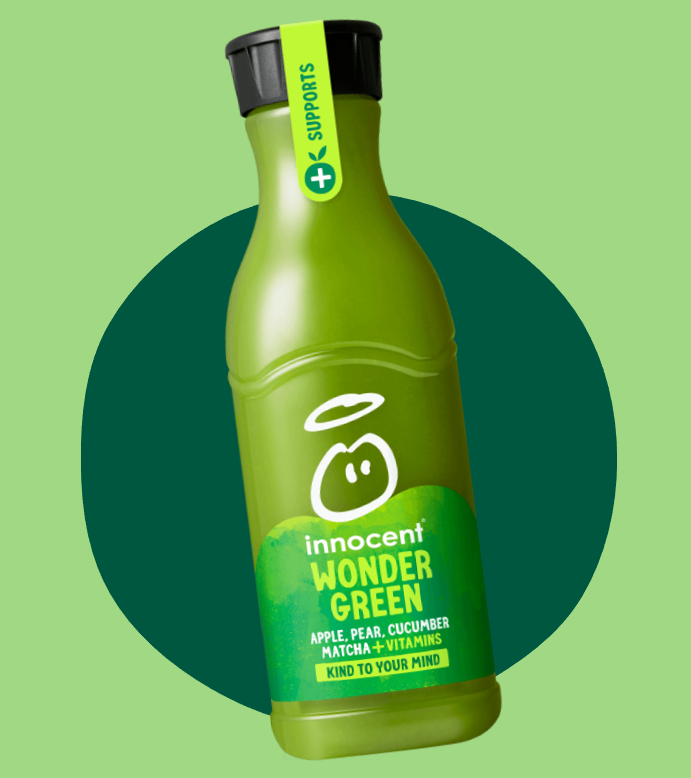 SUPPORTS
innocent®
WONDER
GREEN
APPLE, PEAR, CUCUMBER
MATCHA + VITAMINS
KIND TO YOUR MIND